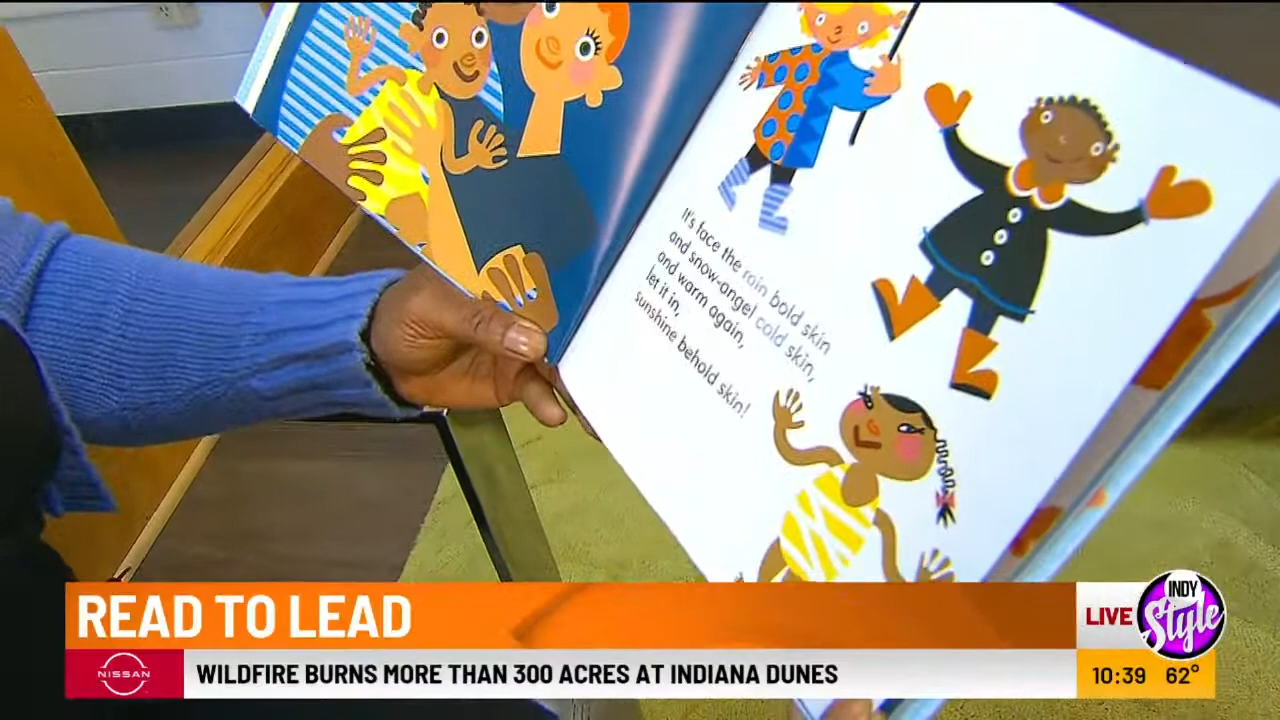 It's face the rain bold skin
and snow-angel cold skin,
and warm again,
let it in,
sunshine behold skin!
READ TO LEAD
LIVE
INDY
Style
NISSAN
WILDFIRE BURNS MORE THAN 300 ACRES AT INDIANA DUNES
10:39 62°